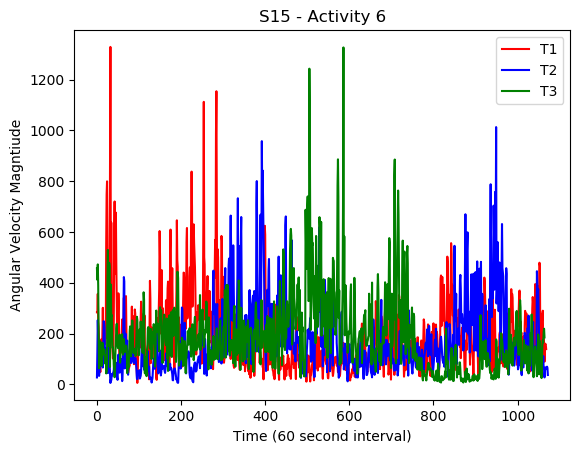 S15 - Activity 6
T1
T2
T3
Angular Velocity Magntiude
1200
1000
800
600
400
200
0
0 200 400 600 800 1000
Time (60 second interval)